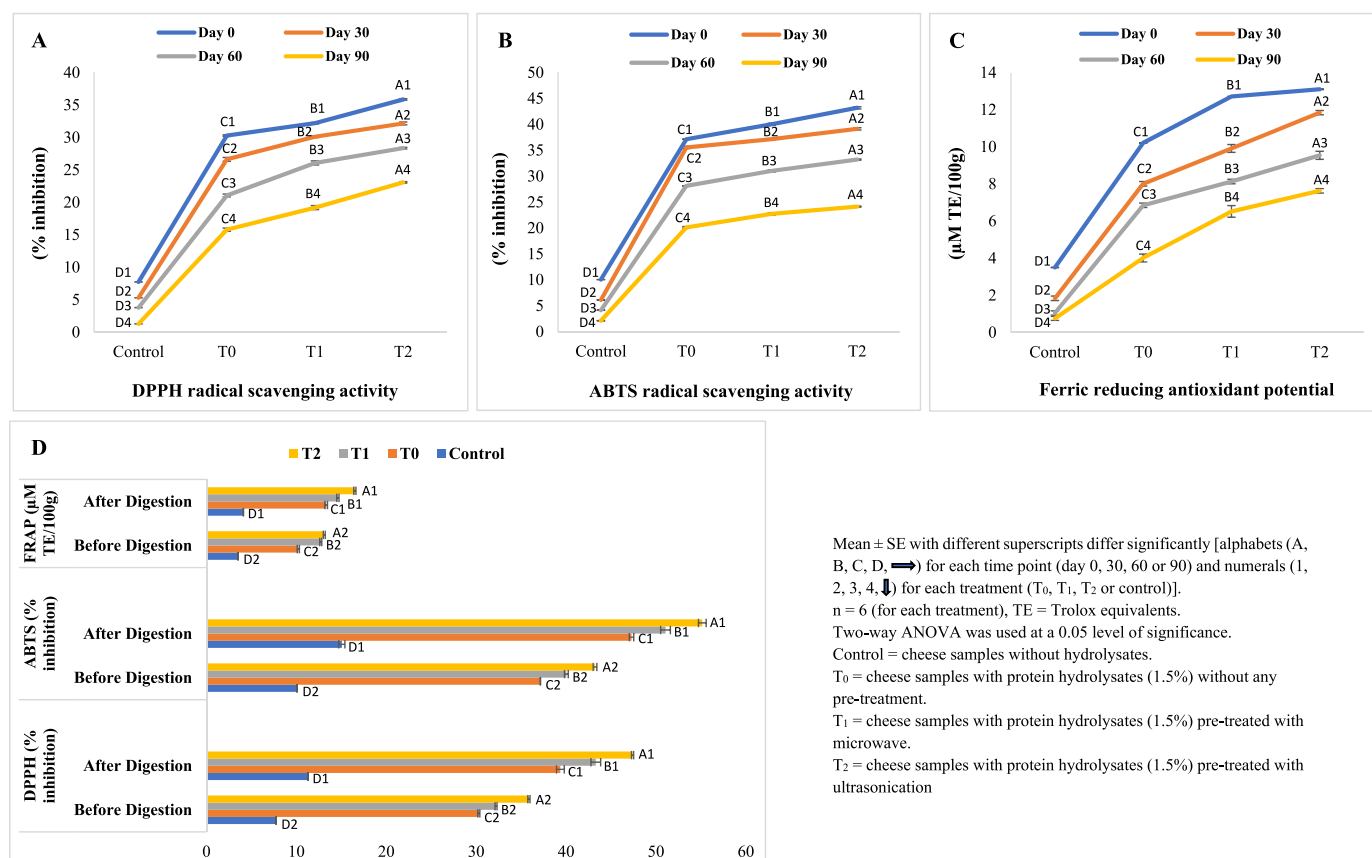 A
Day 0
Day 30
Day 60
Day 90
40
35
30
25
20
15
10
5
0
(% inhibition)
D1
D2
D3
D4
C1
C2
C3
C4
B1
B2
B3
B4
A1
A2
A3
A4
Control
T0
T1
T2
DPPH radical scavenging activity
B
Day 0
Day 30
Day 60
Day 90
50
45
40
35
30
25
20
15
10
5
0
(% inhibition)
D1
D2
D3
D4
C1
C2
C3
C4
B1
B2
B3
B4
A1
A2
A3
A4
Control
T0
T1
T2
ABTS radical scavenging activity
C
Day 0
Day 30
Day 60
Day 90
14
12
10
8
6
4
2
0
(µM TE/100g)
D1
D2
D3
D4
C1
C2
C3
C4
B1
B2
B3
B4
A1
A2
A3
A4
Control
T0
T1
T2
Ferric reducing antioxidant potential
D
T2
T1
T0
Control
FRAP (µM
TE/100g)
After Digestion
A1
B1
C1
D1
Before Digestion
A2
B2
C2
D2
ABTS (%
inhibition)
After Digestion
A1
B1
C1
D1
Before Digestion
A2
B2
C2
D2
DPPH (%
inhibition)
After Digestion
A1
B1
C1
D1
Before Digestion
A2
B2
C2
D2
0
10
20
30
40
50
60
Mean ± SE with different superscripts differ significantly [alphabets (A,
B, C, D, ➡) for each time point (day 0, 30, 60 or 90) and numerals (1,
2, 3, 4,⬇) for each treatment (T₀, T₁, T₂ or control)].
n = 6 (for each treatment), TE = Trolox equivalents.
Two-way ANOVA was used at a 0.05 level of significance.
Control = cheese samples without hydrolysates.
T₀ = cheese samples with protein hydrolysates (1.5%) without any
pre-treatment.
T₁ = cheese samples with protein hydrolysates (1.5%) pre-treated with
microwave.
T₂ = cheese samples with protein hydrolysates (1.5%) pre-treated with
ultrasonication